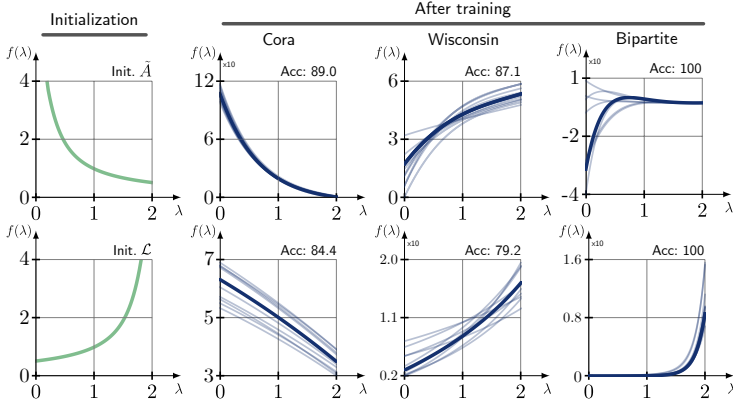 After training
Initialization
Cora
Wisconsin
Bipartite
f(λ)
Init. Ã
4
2
0
0
1
2
λ
f(λ)
x10
Acc: 89.0
12
6
0
0
1
2
λ
f(λ)
Acc: 87.1
6
3
0
0
1
2
λ
f(λ)
x10
Acc: 100
1
-2
-4
0
1
2
λ
f(λ)
Init. ℒ
4
2
0
0
1
2
λ
f(λ)
Acc: 84.4
7
5
3
0
1
2
λ
f(λ)
x10
Acc: 79.2
2.0
1.1
0.2
0
1
2
λ
f(λ)
x10
Acc: 100
1.6
0.8
0
0
1
2
λ